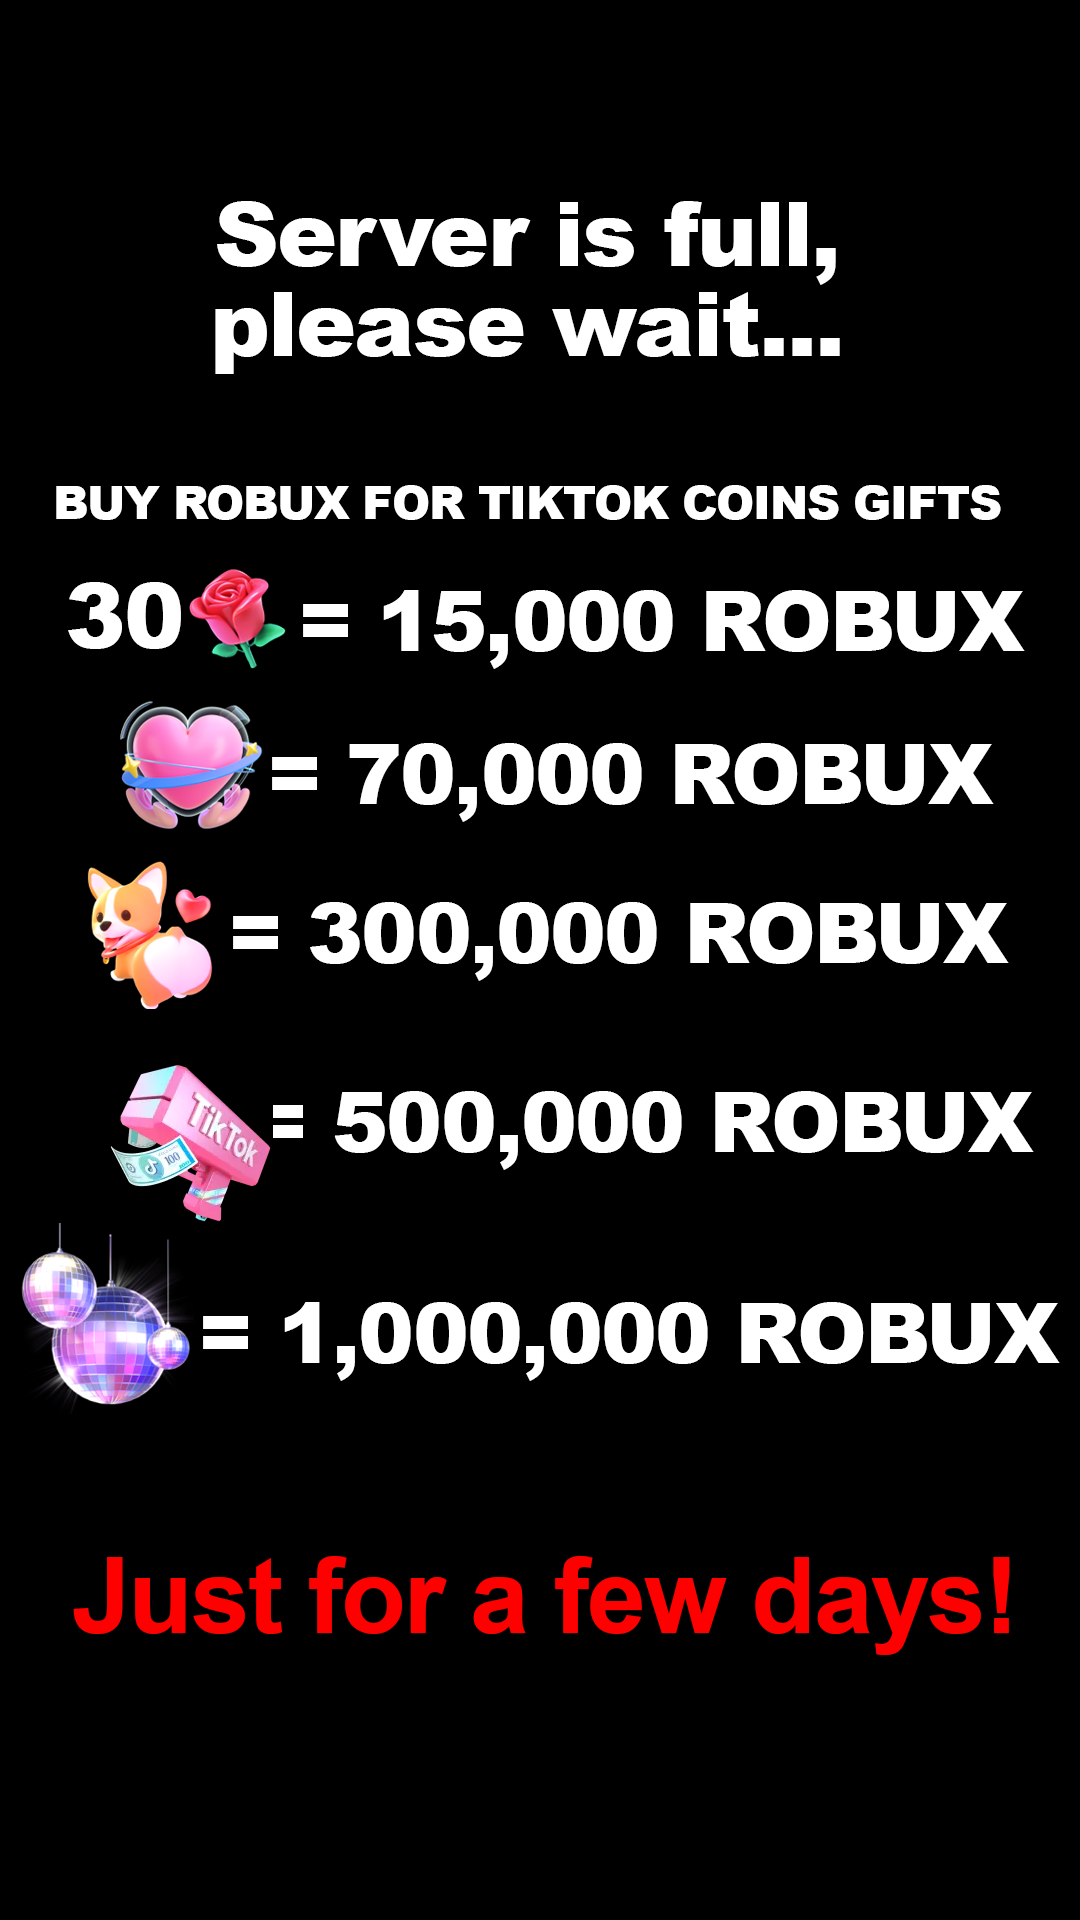 Server is full,
please wait...
BUY ROBUX FOR TIKTOK COINS GIFTS
30 = 15,000 ROBUX
= 70,000 ROBUX
= 300,000 ROBUX
TikTok
100
= 500,000 ROBUX
= 1,000,000 ROBUX
Just for a few days!